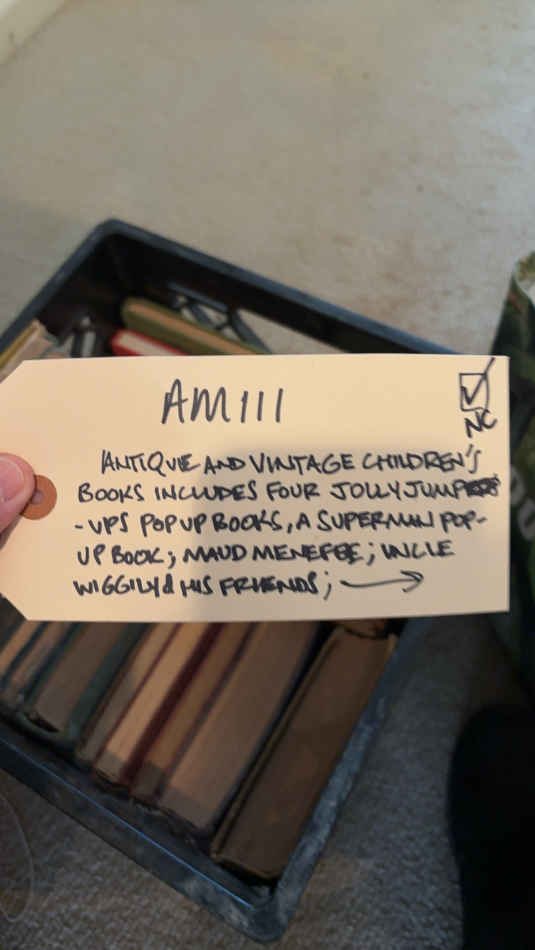 AM111
NC
ANTIQUE AND VINTAGE CHILDREN'S
BOOKS INCLUDES FOUR JOLLY JUMP
-UPS POP UP BOOKS, A SUPERMAN POP-
UP BOOK; MAUD MENEFEE; UNCLE
WIGGILY & HIS FRIENDS; →